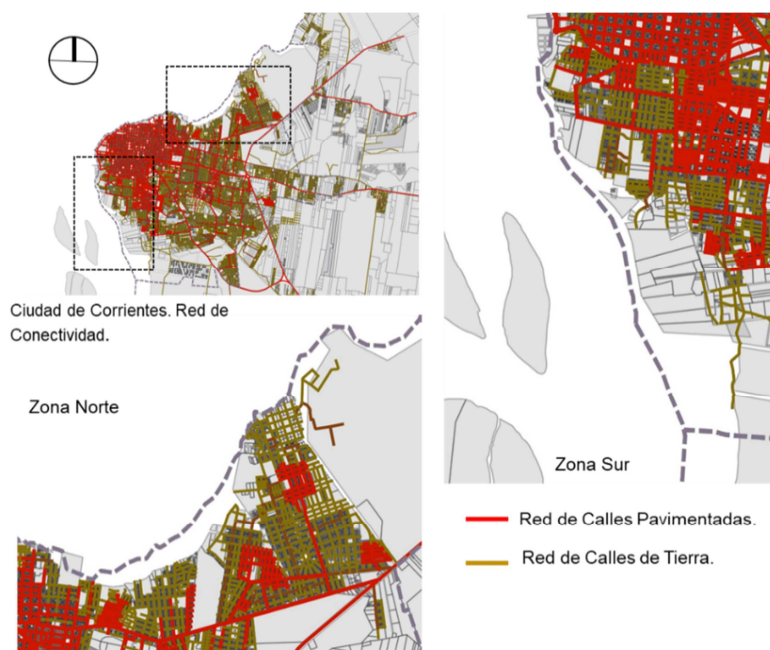 Ciudad de Corrientes. Red de
Conectividad.
Zona Norte
Zona Sur
Red de Calles Pavimentadas.
Red de Calles de Tierra.